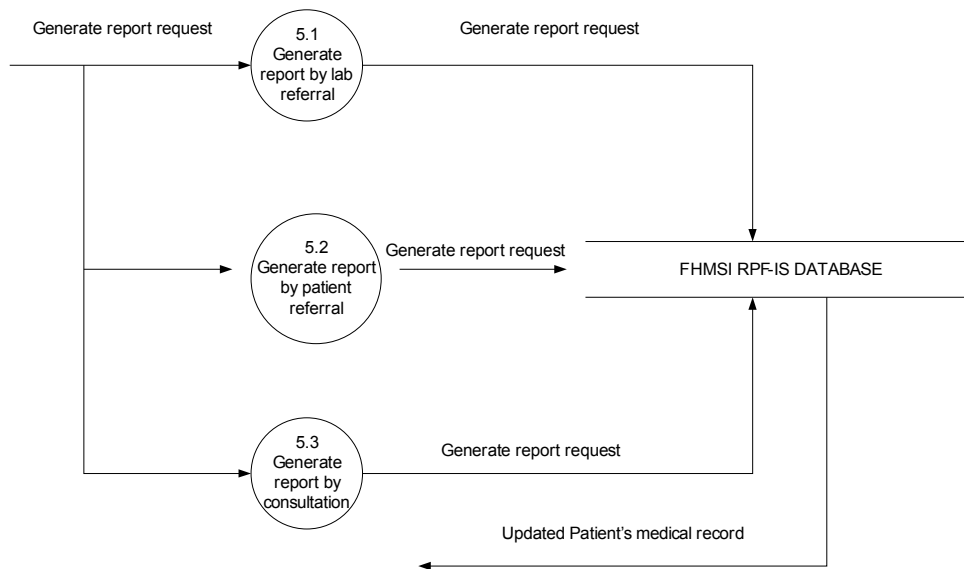 Generate report request
5.1
Generate
report by lab
referral
Generate report request
5.2
Generate report
by patient
referral
Generate report request
FHMSI RPF-IS DATABASE
5.3
Generate
report by
consultation
Generate report request
Updated Patient's medical record